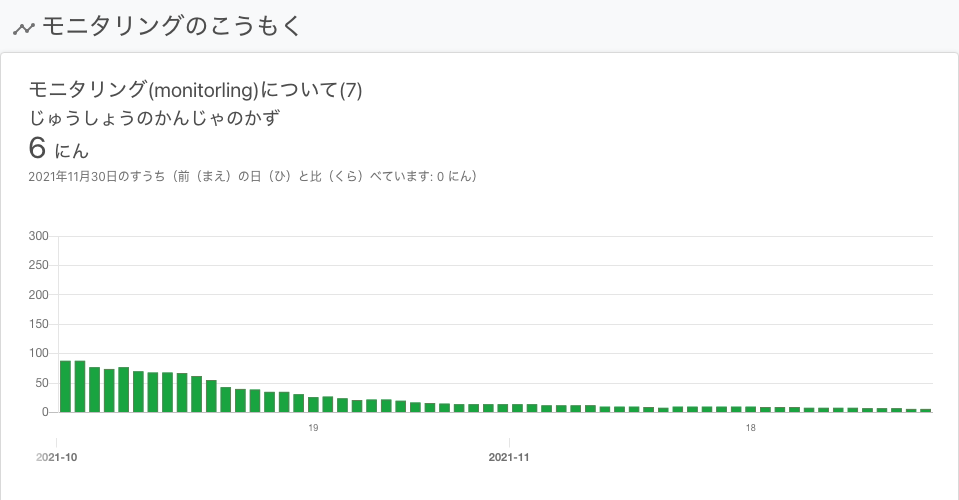 モニタリングのこうもく
モニタリング(monitorling)について(7)
じゅうしょうのかんじゃのかず
6 にん
2021年11月30日のすうち（前（まえ）の日（ひ）と比（くら）べています: 0 にん）
300
250
200
150
100
50
0
19
18
2021-10
2021-11